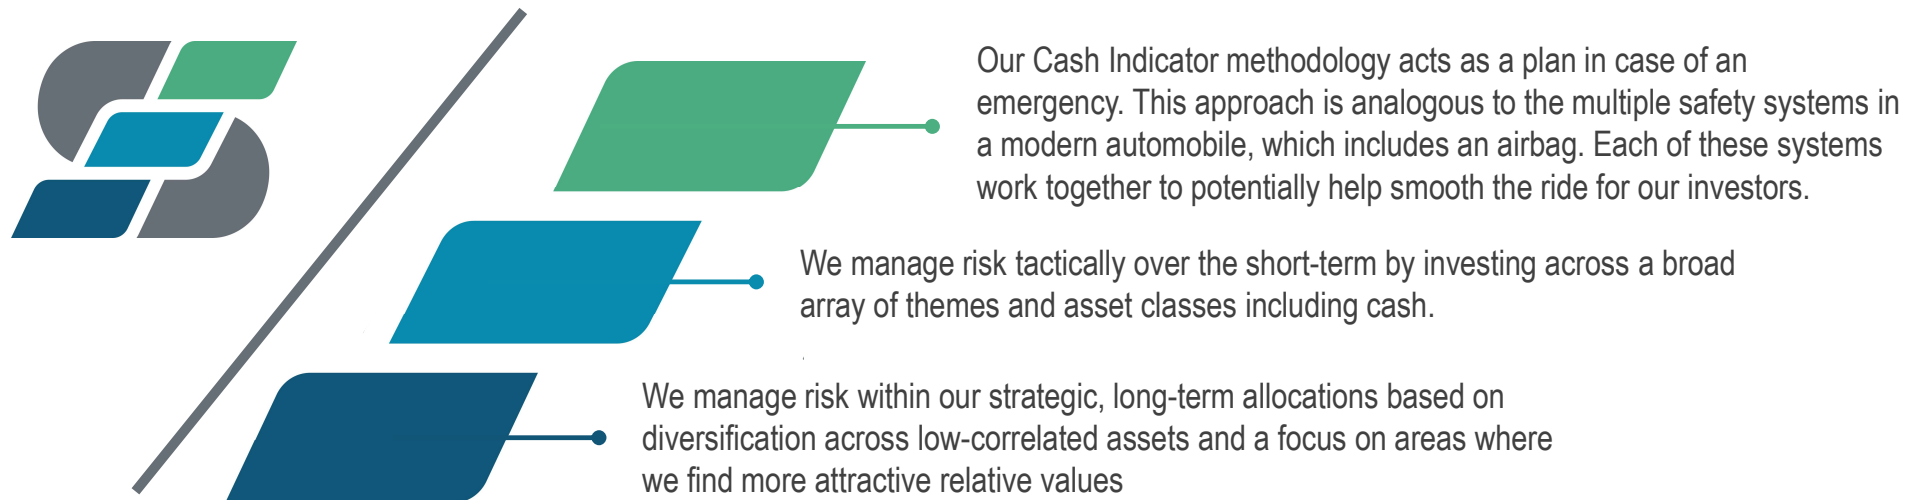 Our Cash Indicator methodology acts as a plan in case of an
emergency. This approach is analogous to the multiple safety systems in
a modern automobile, which includes an airbag. Each of these systems
work together to potentially help smooth the ride for our investors.
We manage risk tactically over the short-term by investing across a broad
array of themes and asset classes including cash.
We manage risk within our strategic, long-term allocations based on
diversification across low-correlated assets and a focus on areas where
we find more attractive relative values